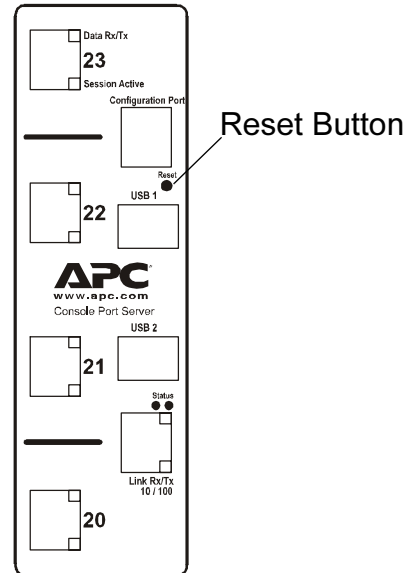 Data Rx/Tx
23
Session Active
Configuration Port
Reset Button
Reset
USB 1
22
APC
www.apc.com
Console Port Server
USB 2
21
Status
Link Rx/Tx
10 / 100
20